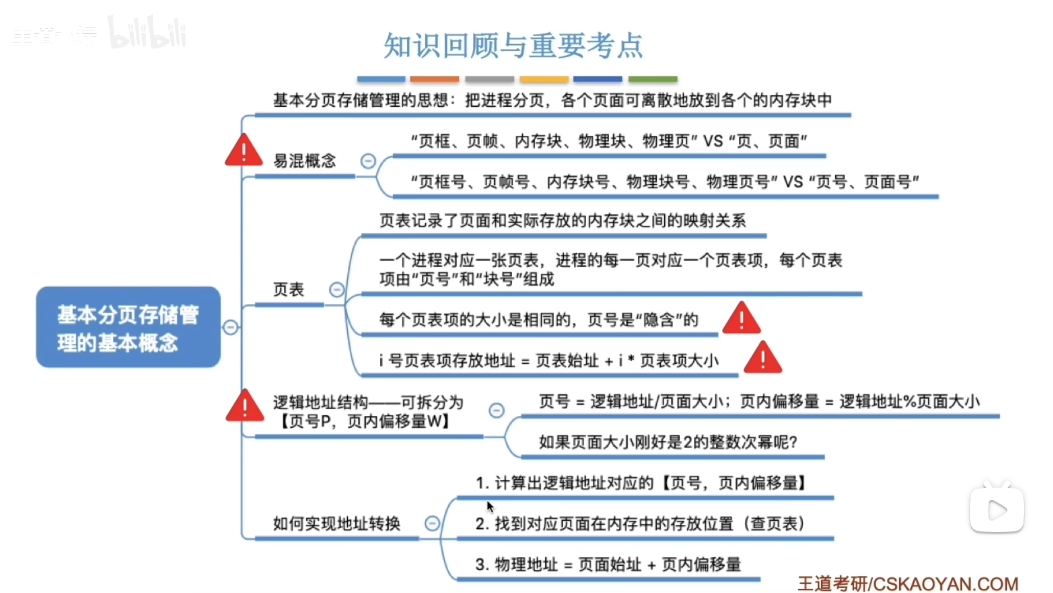 bilibili
知识回顾与重要考点
基本分页存储管理的思想：把进程分页，各个页面可离散地放到各个的内存块中
易混概念
“页框、页帧、内存块、物理块、物理页” VS “页、页面”
“页框号、页帧号、内存块号、物理块号、物理页号” VS “页号、页面号”
基本分页存储管
理的基本概念
页表
页表记录了页面和实际存放的内存块之间的映射关系
一个进程对应一张页表，进程的每一页对应一个页表项，每个页表
项由“页号”和“块号”组成
每个页表项的大小是相同的，页号是“隐含”的
i 号页表项存放地址 = 页表始址 + i * 页表项大小
逻辑地址结构——可拆分为
【页号P，页内偏移量W】
页号 = 逻辑地址/页面大小；页内偏移量 = 逻辑地址%页面大小
如果页面大小刚好是2的整数次幂呢？
如何实现地址转换
1. 计算出逻辑地址对应的【页号，页内偏移量】
2. 找到对应页面在内存中的存放位置（查页表）
3. 物理地址 = 页面始址 + 页内偏移量
王道考研/CSKAOYAN.COM